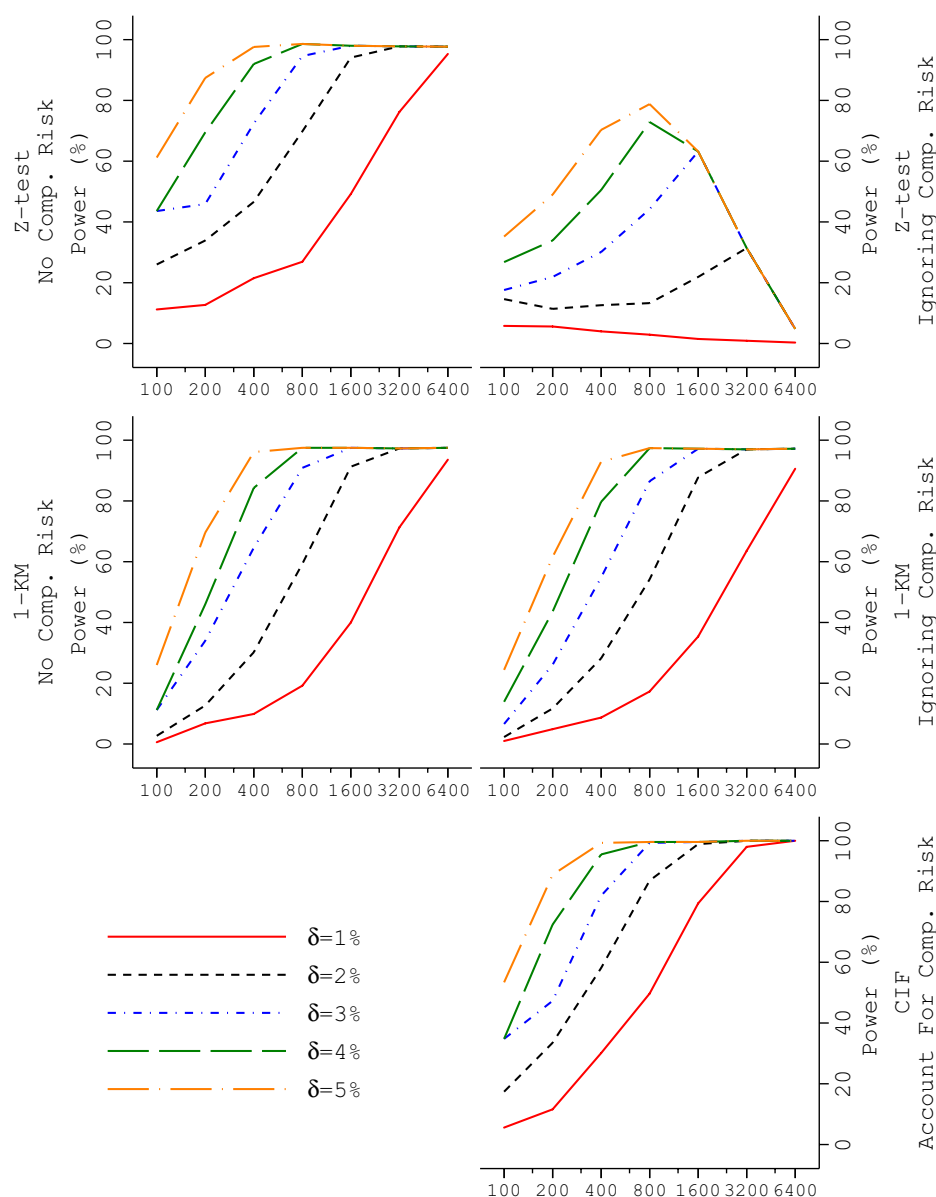 Z-test
No Comp. Risk
Power (%)
0 20 40 60 80 100
100 200 400 800 1600 3200 6400
0 20 40 60 80 100
Power (%)
Z-test
Ignoring Comp. Risk
100 200 400 800 1600 3200 6400
1-KM
No Comp. Risk
Power (%)
0 20 40 60 80 100
100 200 400 800 1600 3200 6400
0 20 40 60 80 100
Power (%)
1-KM
Ignoring Comp. Risk
100 200 400 800 1600 3200 6400
δ=1%
δ=2%
δ=3%
δ=4%
δ=5%
0 20 40 60 80 100
Power (%)
CIF
Account For Comp. Risk
100 200 400 800 1600 3200 6400